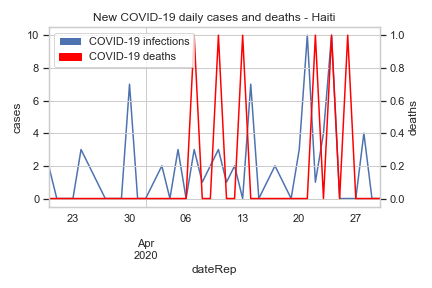 New COVID-19 daily cases and deaths - Haiti
COVID-19 infections
COVID-19 deaths
10
8
6
4
2
0
cases
1.0
0.8
0.6
0.4
0.2
0.0
deaths
23 30 06 13 20 27
Apr
2020
dateRep